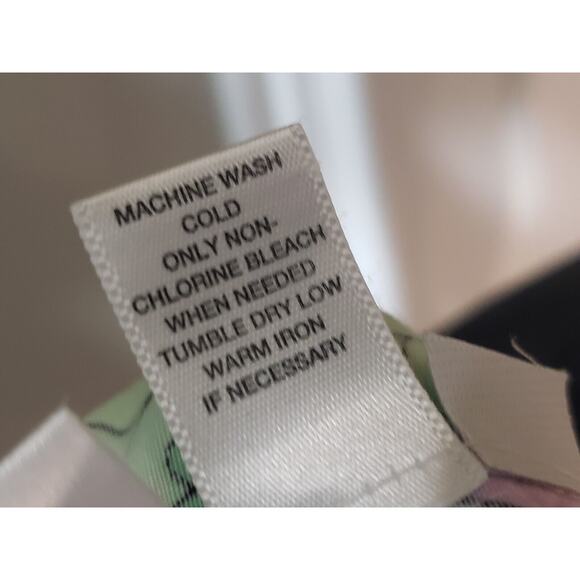 MACHINE WASH
COLD
ONLY NON-
CHLORINE BLEACH
WHEN NEEDED
TUMBLE DRY LOW
WARM IRON
IF NECESSARY